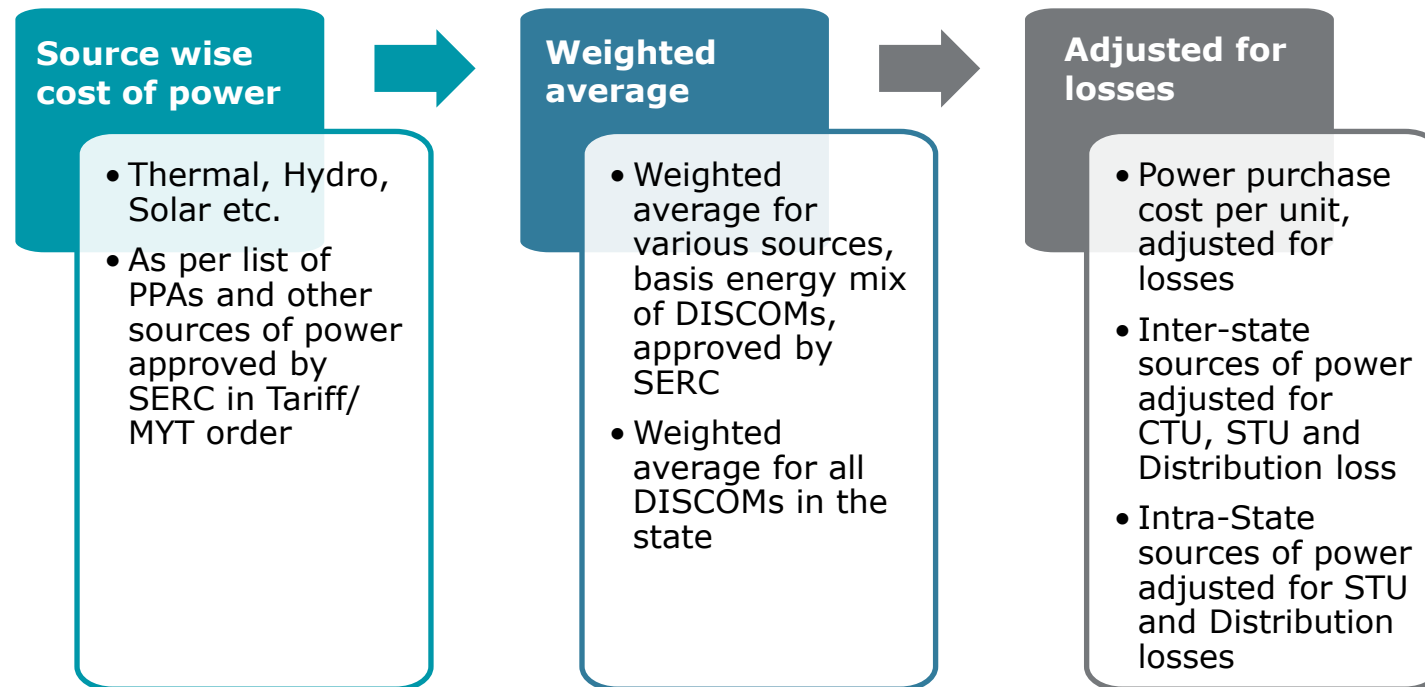 Source wise
cost of power
• Thermal, Hydro,
Solar etc.
• As per list of
PPAs and other
sources of power
approved by
SERC in Tariff/
MYT order
Weighted
average
• Weighted
average for
various sources,
basis energy mix
of DISCOMs,
approved by
SERC
• Weighted
average for all
DISCOMs in the
state
Adjusted for
losses
• Power purchase
cost per unit,
adjusted for
losses
• Inter-state
sources of power
adjusted for
CTU, STU and
Distribution loss
• Intra-State
sources of power
adjusted for STU
and Distribution
losses